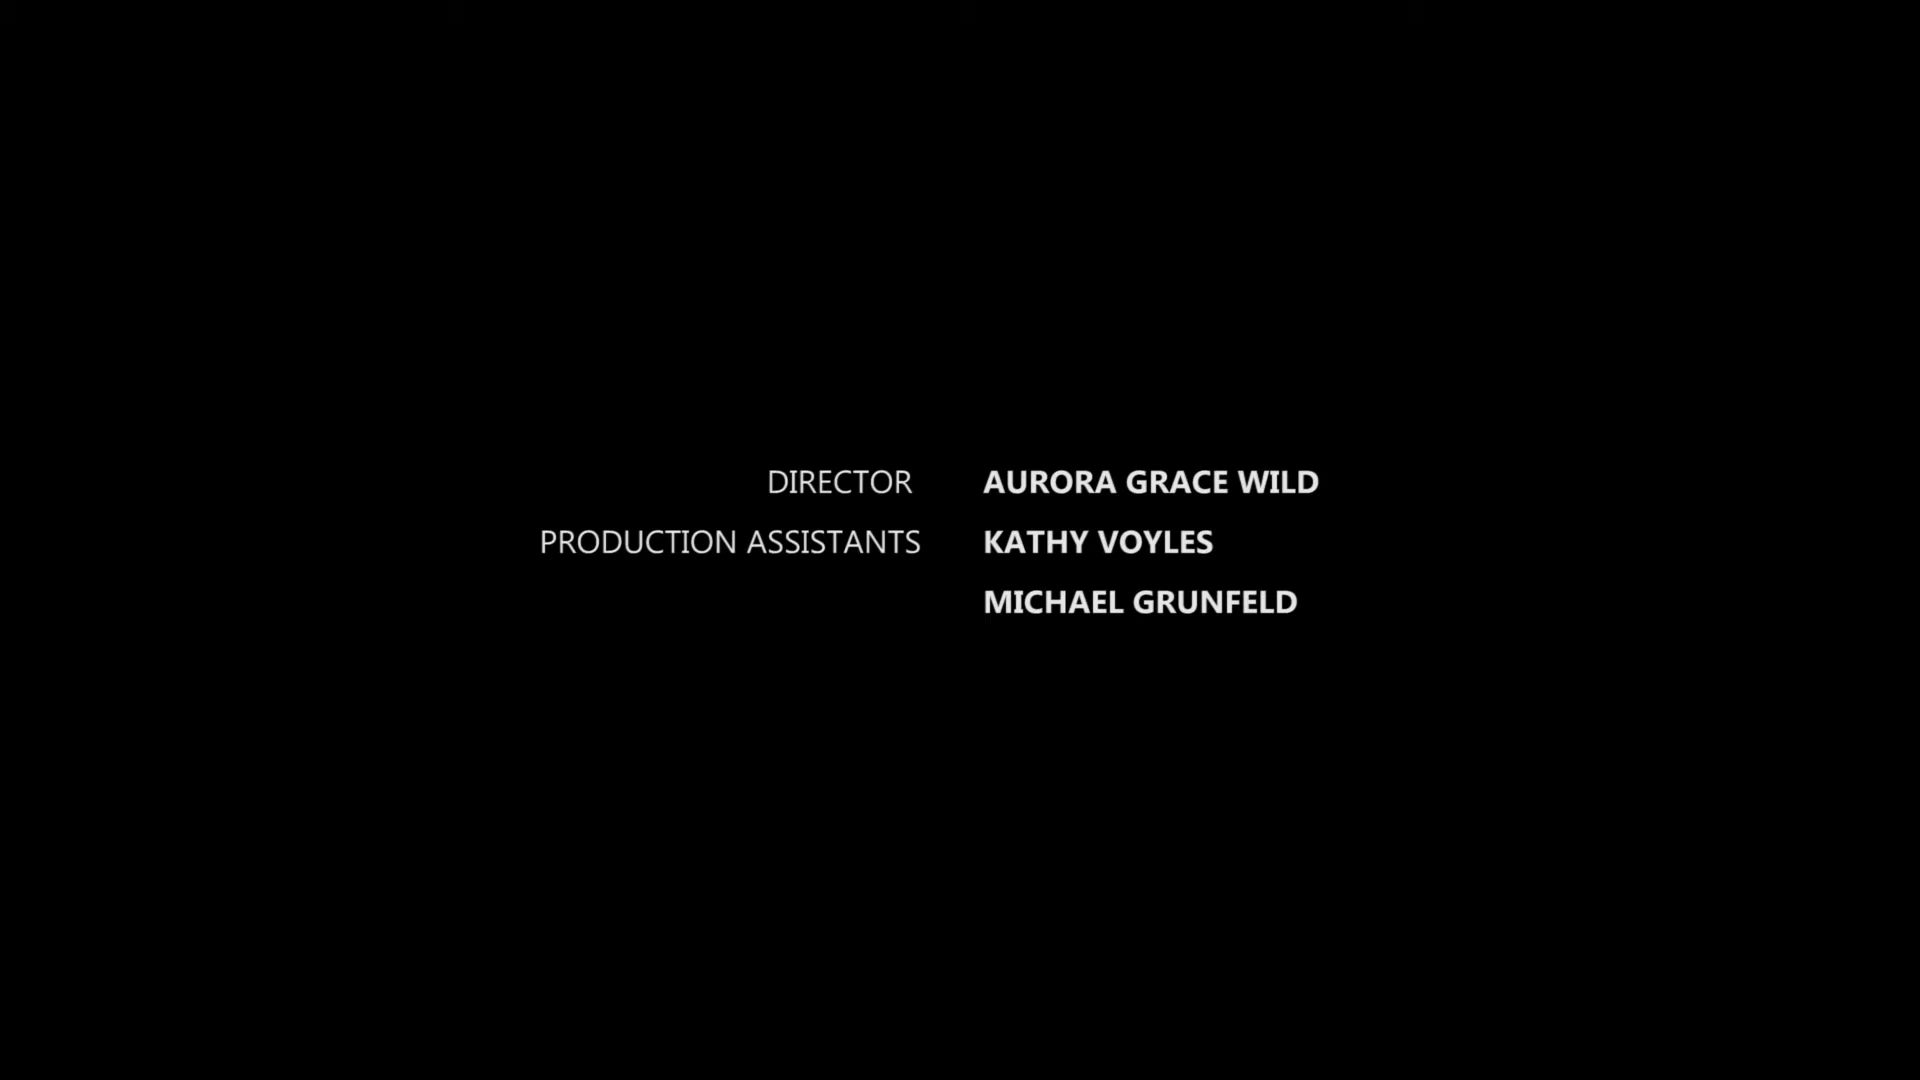 DIRECTOR AURORA GRACE WILD
PRODUCTION ASSISTANTS KATHY VOYLES
MICHAEL GRUNFELD